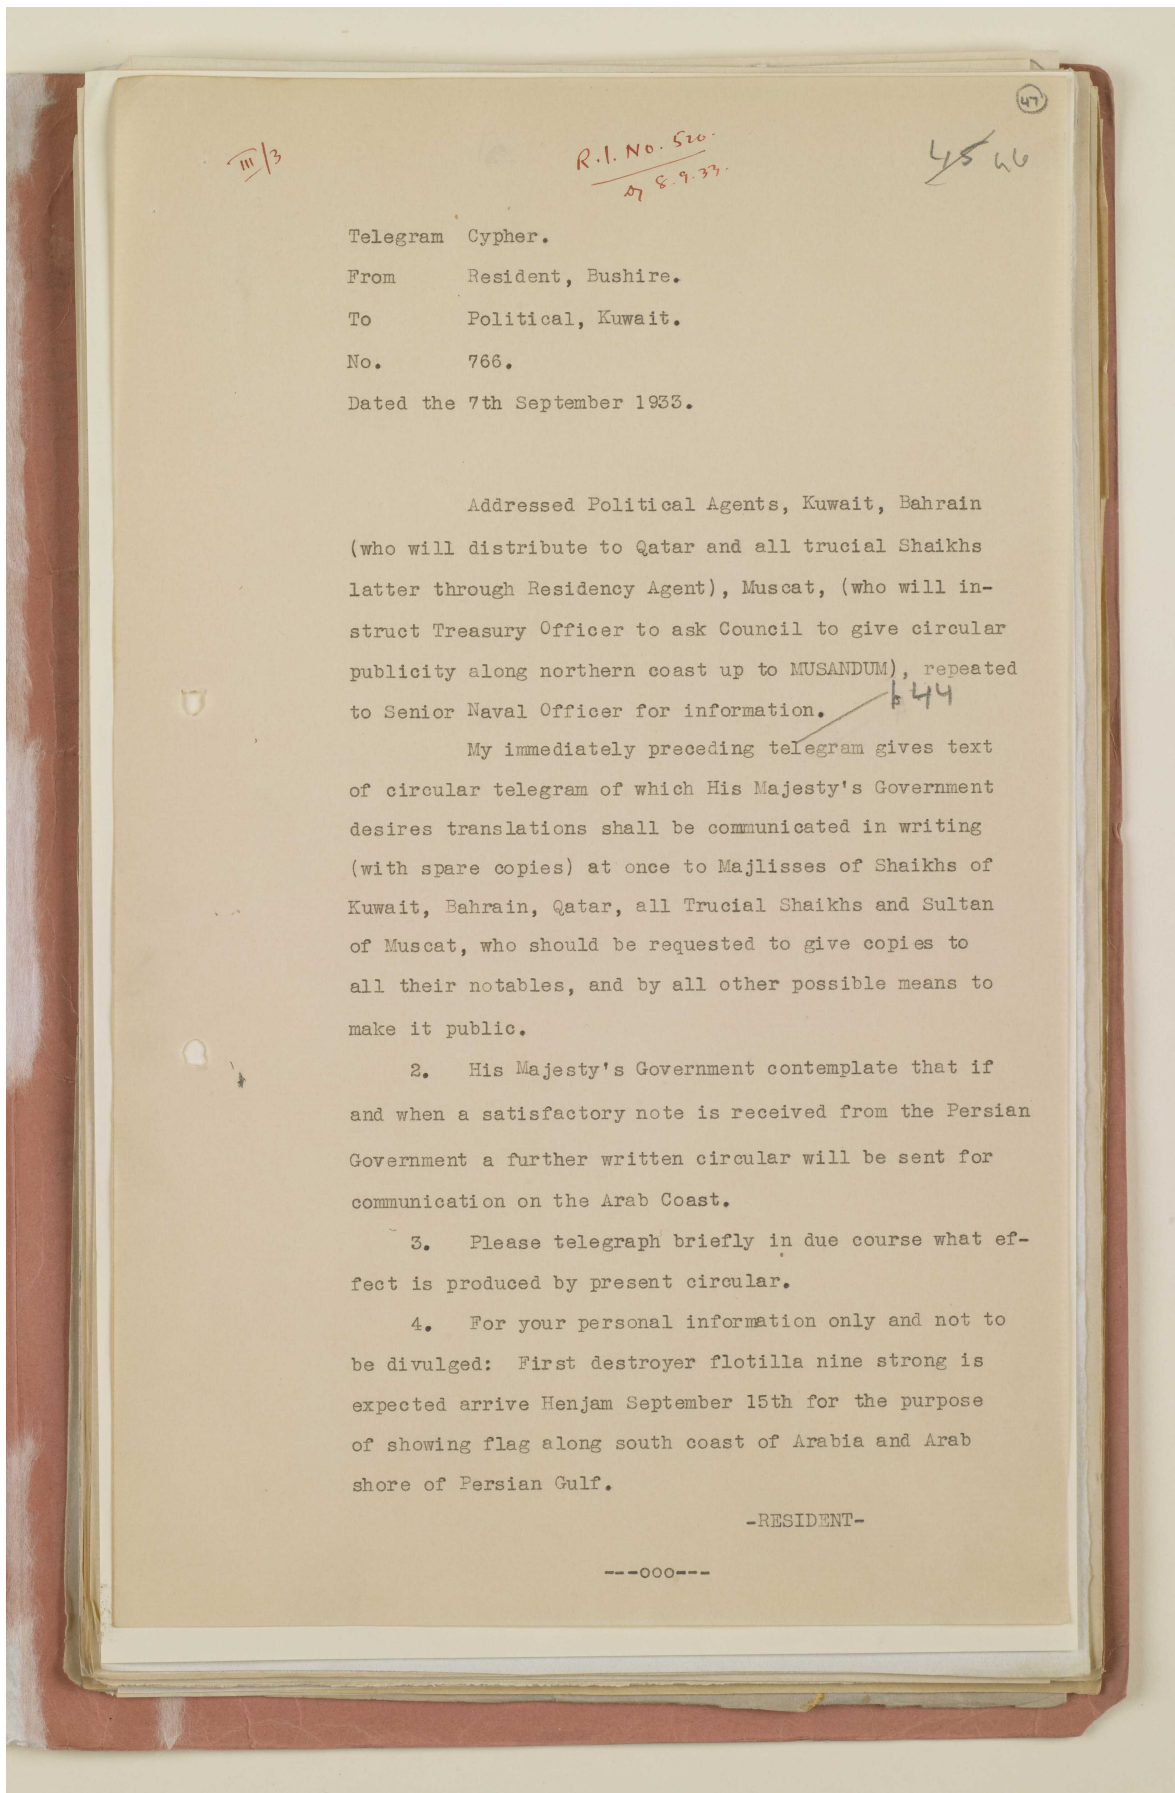 47
III/3
R.I. No. 520.
45 46
dy 8.9.33.
Telegram Cypher.
From Resident, Bushire.
To Political, Kuwait.
No. 766.
Dated the 7th September 1933.
Addressed Political Agents, Kuwait, Bahrain
(who will distribute to Qatar and all trucial Shaikhs
latter through Residency Agent), Muscat, (who will in-
struct Treasury Officer to ask Council to give circular
publicity along northern coast up to MUSANDUM), repeated
to Senior Naval Officer for information.
p 44
My immediately preceding telegram gives text
of circular telegram of which His Majesty's Government
desires translations shall be communicated in writing
(with spare copies) at once to Majlisses of Shaikhs of
Kuwait, Bahrain, Qatar, all Trucial Shaikhs and Sultan
of Muscat, who should be requested to give copies to
all their notables, and by all other possible means to
make it public.
2. His Majesty's Government contemplate that if
and when a satisfactory note is received from the Persian
Government a further written circular will be sent for
communication on the Arab Coast.
3. Please telegraph briefly in due course what ef-
fect is produced by present circular.
4. For your personal information only and not to
be divulged: First destroyer flotilla nine strong is
expected arrive Henjam September 15th for the purpose
of showing flag along south coast of Arabia and Arab
shore of Persian Gulf.
-RESIDENT-
---ooo---